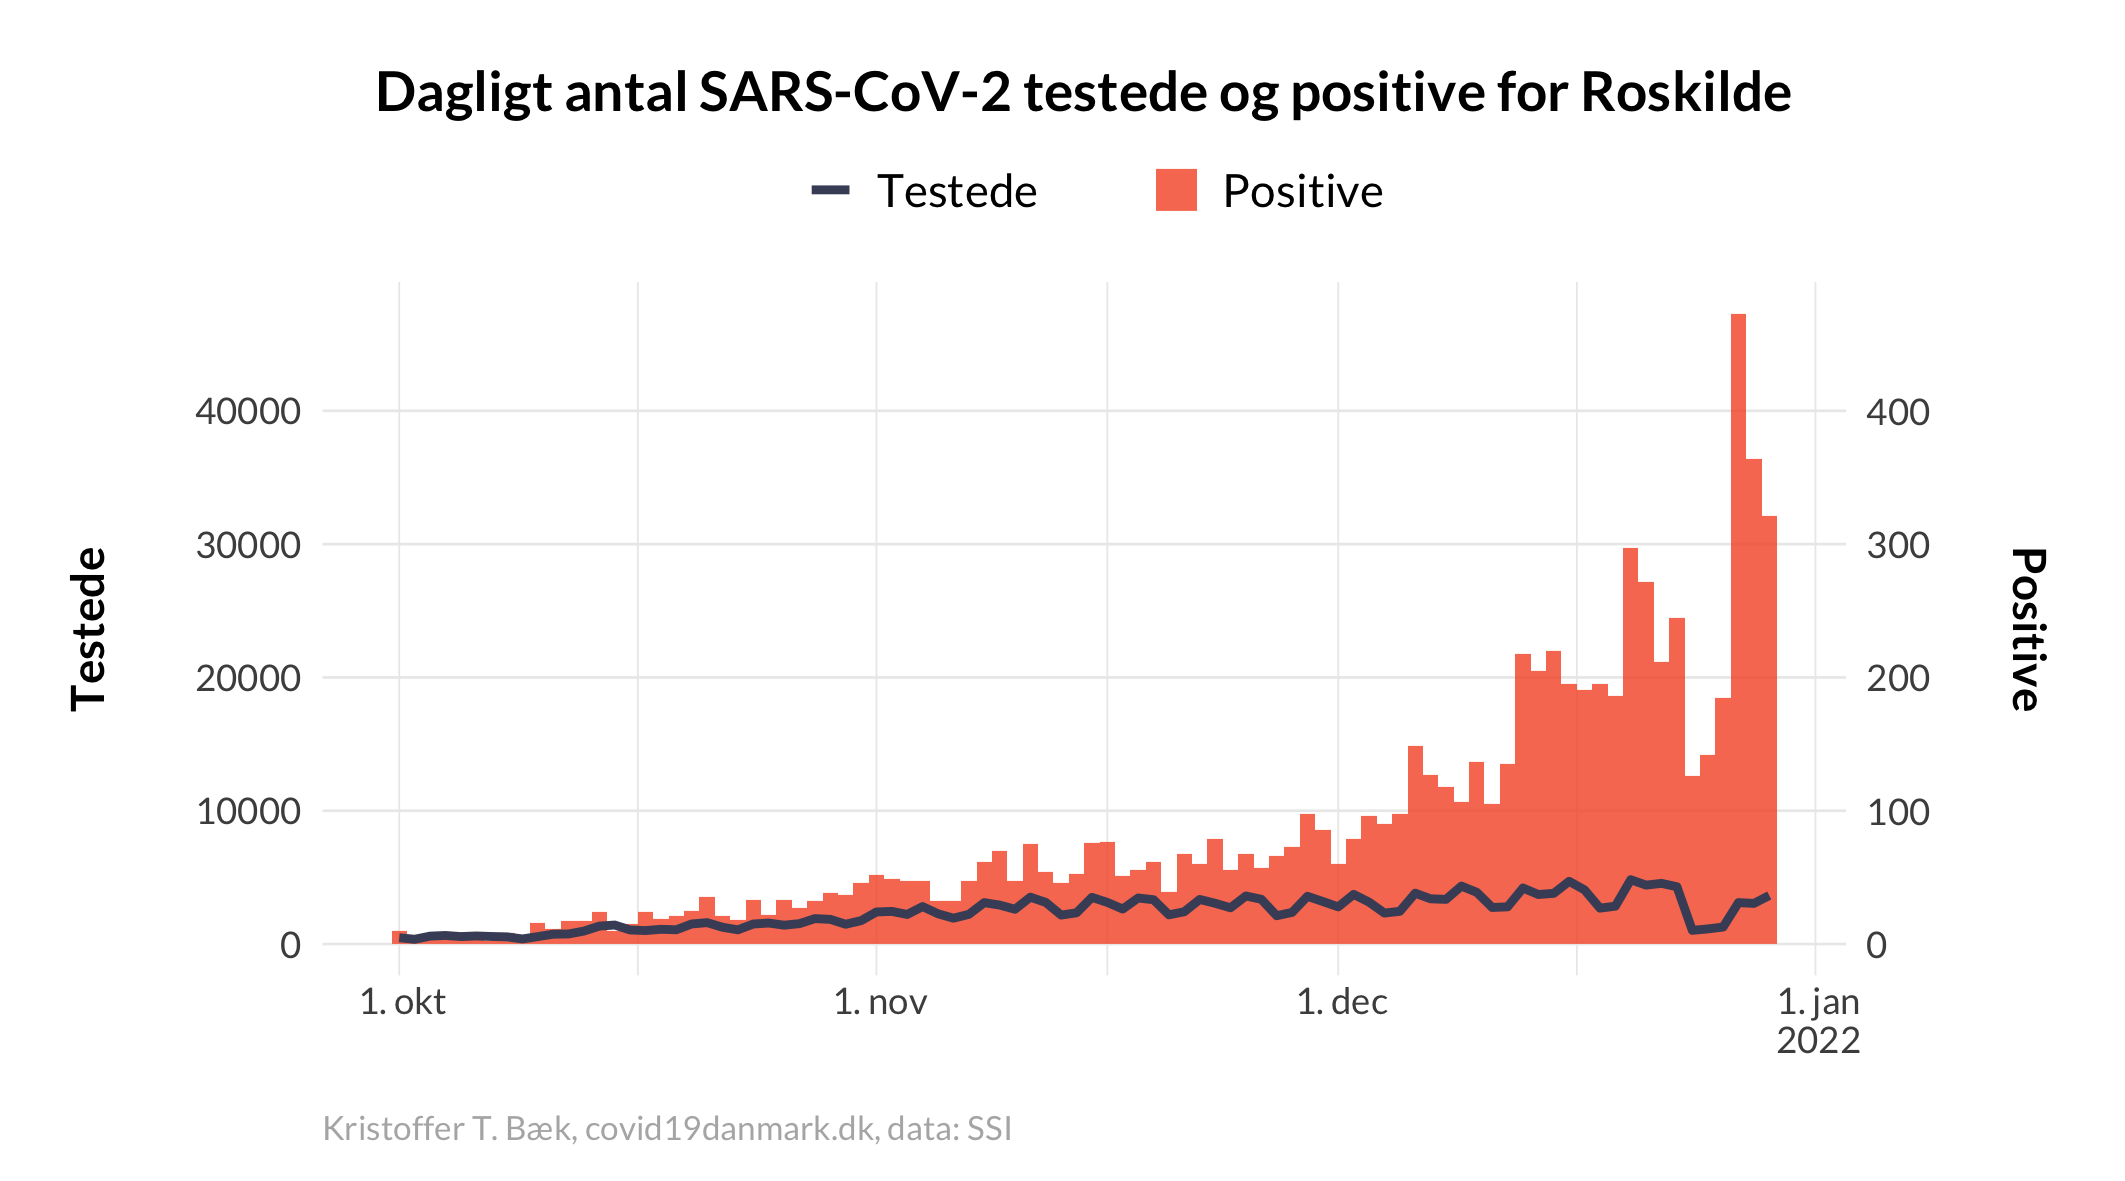 Dagligt antal SARS-CoV-2 testede og positive for Roskilde
Testede
Positive
40000
30000
20000
10000
0
400
300
200
100
0
Testede
Positive
1. okt
1. nov
1. dec
1. jan
2022
Kristoffer T. Bæk, covid19danmark.dk, data: SSI